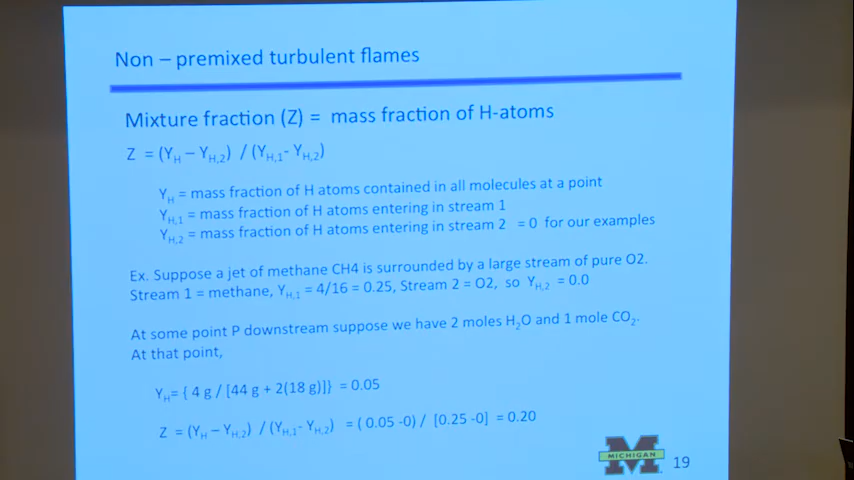 Non – premixed turbulent flames
Mixture fraction (Z) = mass fraction of H-atoms
Z = (YH – YH,2) / (YH,1- YH,2)
YH = mass fraction of H atoms contained in all molecules at a point
YH,1 = mass fraction of H atoms entering in stream 1
YH,2 = mass fraction of H atoms entering in stream 2 = 0 for our examples
Ex. Suppose a jet of methane CH4 is surrounded by a large stream of pure O2.
Stream 1 = methane, YH,1 = 4/16 = 0.25, Stream 2 = O2, so YH,2 = 0.0
At some point P downstream suppose we have 2 moles H2O and 1 mole CO2.
At that point,
YH= { 4 g / [44 g + 2(18 g)]} = 0.05
Z = (YH – YH,2) / (YH,1- YH,2) = ( 0.05 -0) / [0.25 -0] = 0.20
MICHIGAN
19